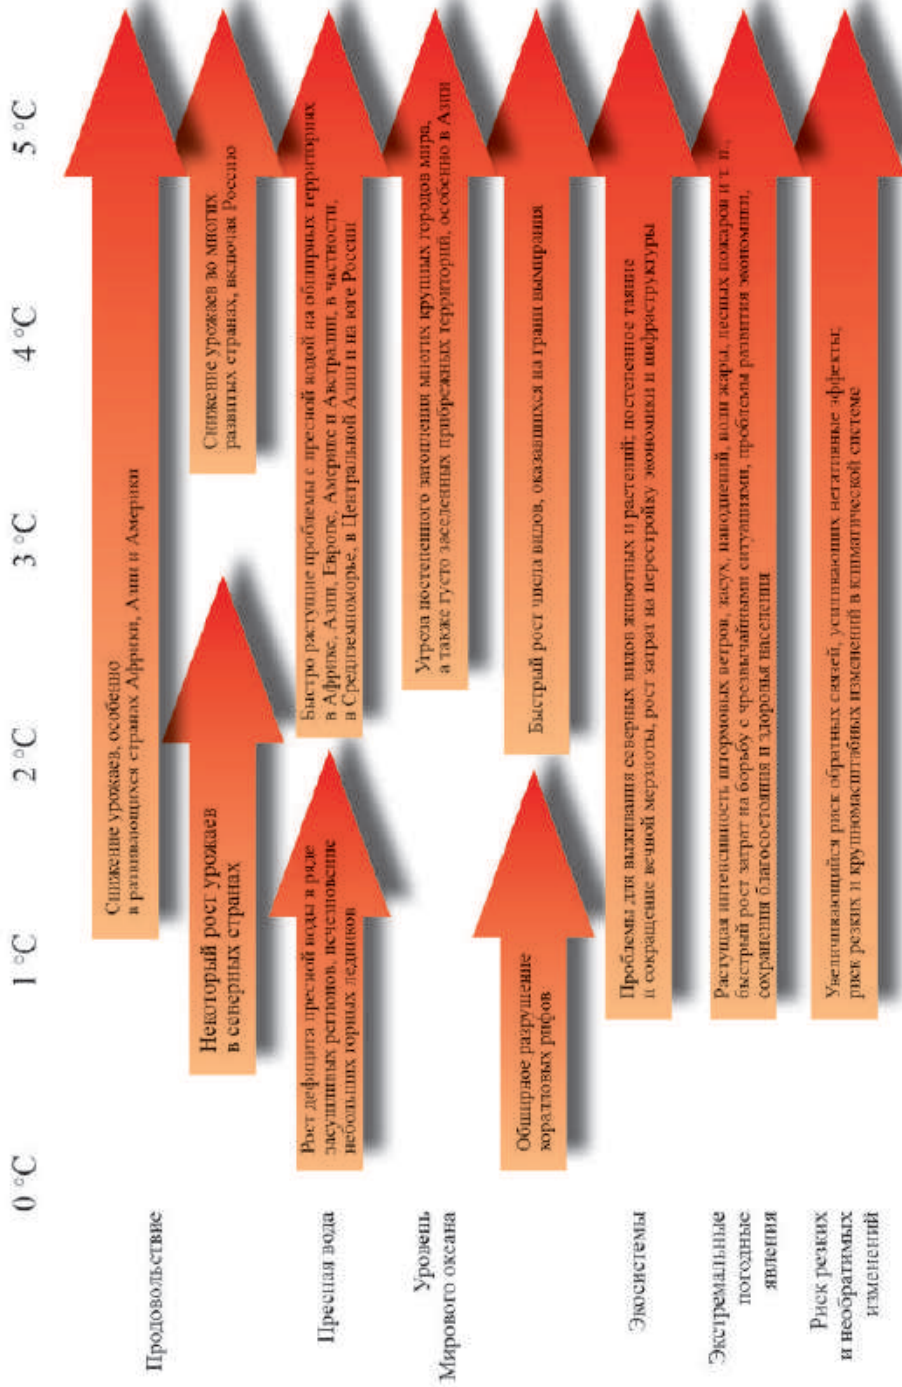 0 °C 1 °C 2 °C 3 °C 4 °C 5 °C
Продовольствие
Снижение урожаев, особенно
в развивающихся странах Африки, Азии и Америки
Некоторый рост урожаев
в северных странах
Снижение урожаев во многих
развитых странах, включая Россию
Пресная вода
Рост дефицита пресной воды в ряде
засушливых регионов, исчезновение
небольших горных ледников
Быстро растущие проблемы с пресной водой на обширных территориях
в Африке, Азии, Европе, Америке и Австралии, в частности,
в Средиземноморье, в Центральной Азии и на юге России
Уровень
Мирового океана
Угроза постепенного затопления многих крупных городов мира,
а также густо заселенных прибрежных территорий, особенно в Азии
Обширное разрушение
коралловых рифов
Быстрый рост числа видов, оказавшихся на грани вымирания
Экосистемы
Проблемы для выживания северных видов животных и растений; постепенное таяние
и сокращение вечной мерзлоты, рост затрат на перестройку экономики и инфраструктуры
Экстремальные
погодные
явления
Растущая интенсивность штормовых ветров, засух, наводнений, волн жары, лесных пожаров и т. п.,
быстрый рост затрат на борьбу с чрезвычайными ситуациями, проблемы развития экономики,
сохранения благосостояния и здоровья населения
Риск резких
и необратимых
изменений
Увеличивающийся риск обратных связей, усиливающих негативные эффекты;
риск резких и крупномасштабных изменений в климатической системе